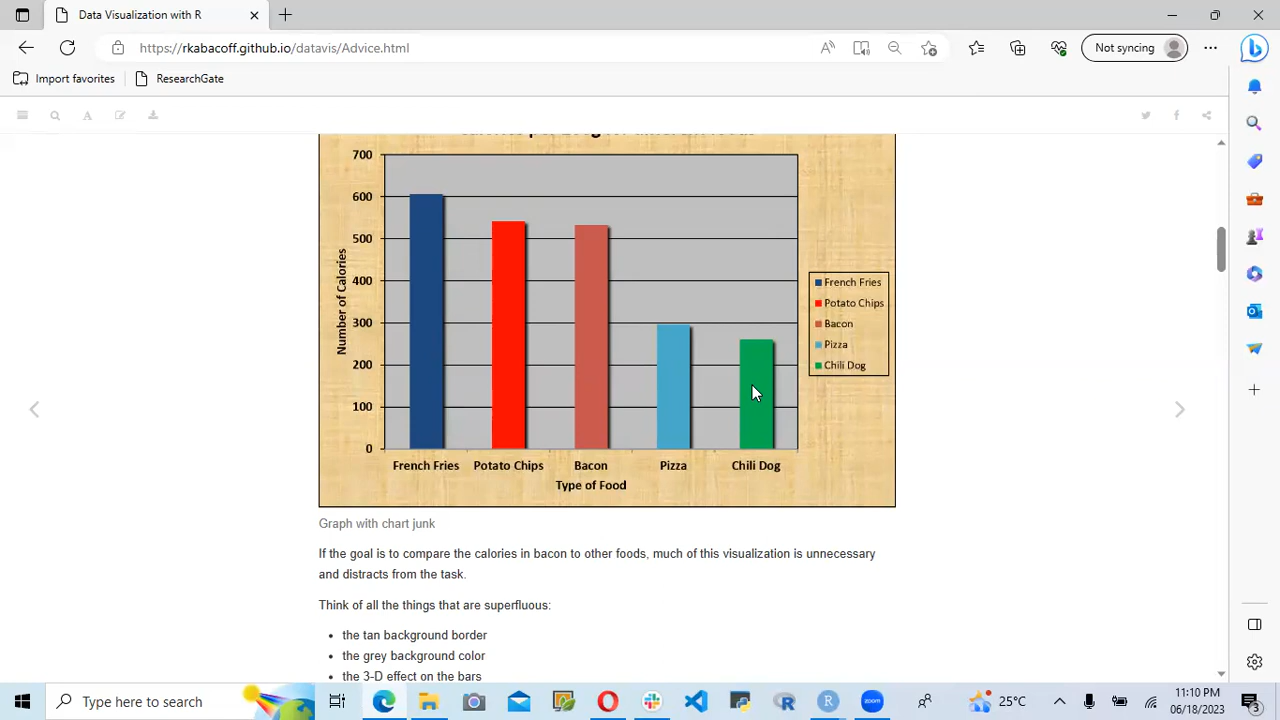 Data Visualization with R
https://rkabacoff.github.io/datavis/Advice.html
Not syncing
Import favorites
ResearchGate
700
600
500
400
300
200
100
0
Number of Calories
French Fries
Potato Chips
Bacon
Pizza
Chili Dog
French Fries Potato Chips Bacon Pizza Chili Dog
Type of Food
Graph with chart junk
If the goal is to compare the calories in bacon to other foods, much of this visualization is unnecessary
and distracts from the task.
Think of all the things that are superfluous:
• the tan background border
• the grey background color
• the 3-D effect on the bars
Type here to search
zoom
25°C
11:10 PM
06/18/2023
3